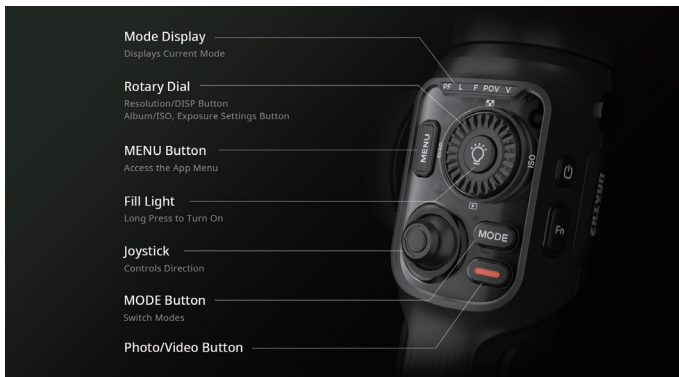 Mode Display
Displays Current Mode
Rotary Dial
Resolution/DISP Button
Album/ISO, Exposure Settings Button
MENU Button
Access the App Menu
Fill Light
Long Press to Turn On
Joystick
Controls Direction
MODE Button
Switch Modes
Photo/Video Button
PF L F POV V
MENU
DISP
ISO
MODE
Fn
ZHIYUN